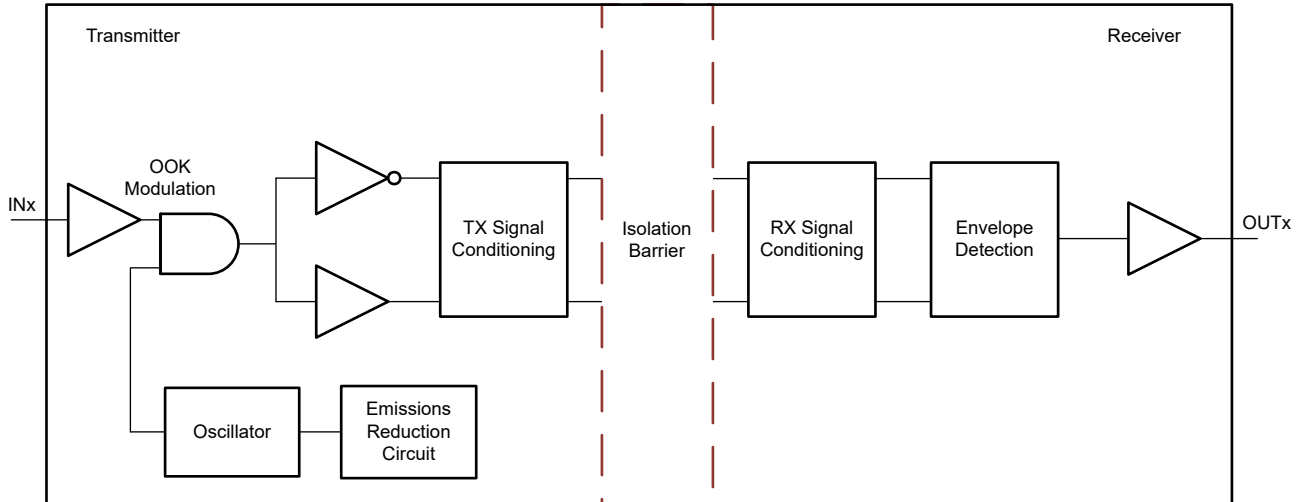 Transmitter
Receiver
OOK
Modulation
INx
TX Signal
Conditioning
Isolation
Barrier
RX Signal
Conditioning
Envelope
Detection
OUTx
Oscillator
Emissions
Reduction
Circuit